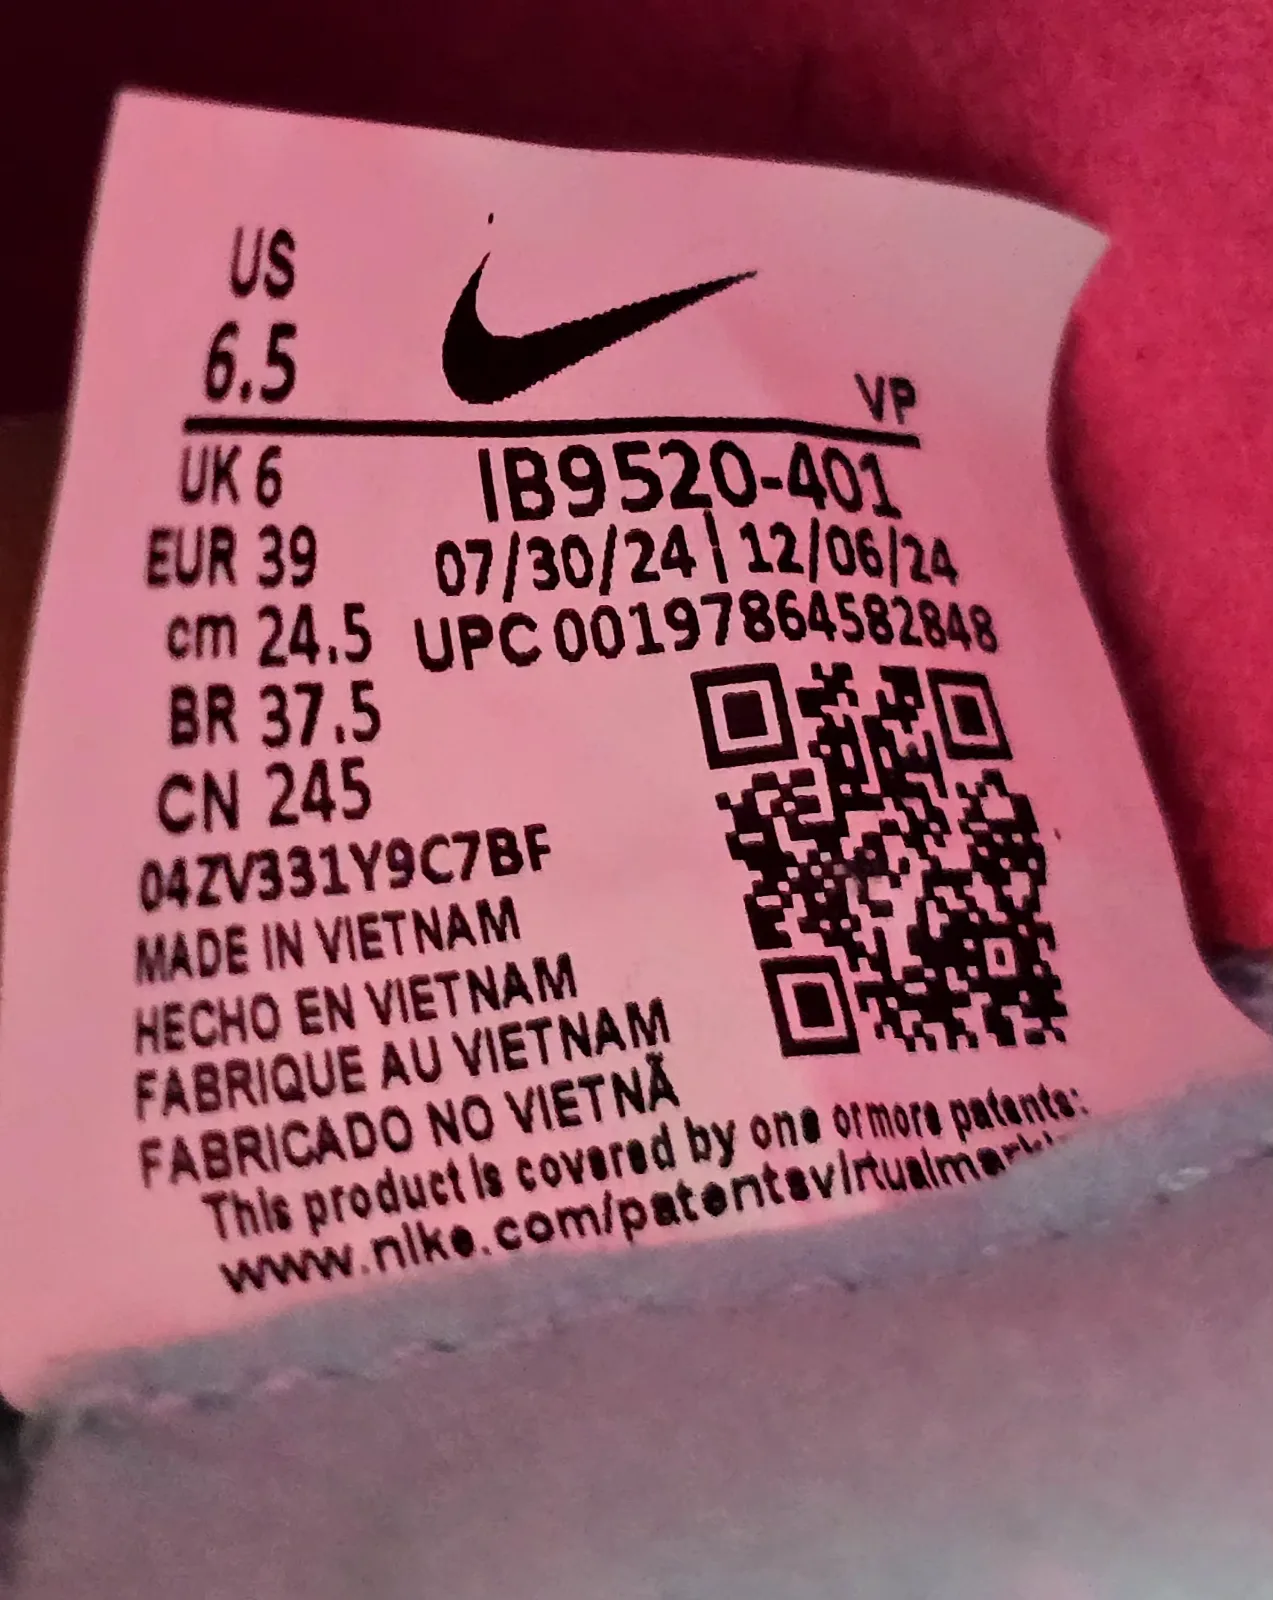 US
6.5
VP
UK 6
IB9520-401
EUR 39
07/30/24 | 12/06/24
cm 24.5
UPC 00197864582848
BR 37.5
CN 245
04ZV331Y9C7BF
MADE IN VIETNAM
HECHO EN VIETNAM
FABRIQUE AU VIETNAM
FABRICADO NO VIETNÃ
This product is covered by one or more patents:
www.nike.com/patentsvirtualmarki